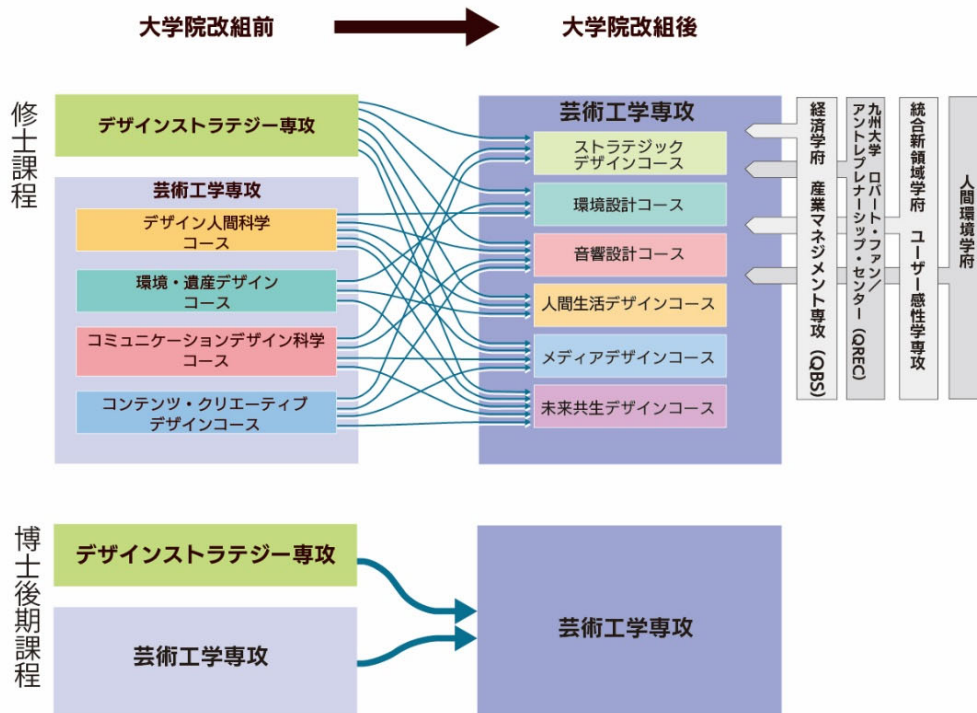 大学院改組前
大学院改組後
修士課程
デザインストラテジー専攻
芸術工学専攻
デザイン人間科学
コース
環境・遺産デザイン
コース
コミュニケーションデザイン科学
コース
コンテンツ・クリエーティブ
デザインコース
芸術工学専攻
ストラテジック
デザインコース
環境設計コース
音響設計コース
人間生活デザインコース
メディアデザインコース
未来共生デザインコース
経済学府 産業マネジメント専攻（QBS）
九州大学 ロバート・ファン／
アントレプレナーシップ・センター（QREC）
統合新領域学府 ユーザー感性学専攻
人間環境学府
博士後期課程
デザインストラテジー専攻
芸術工学専攻
芸術工学専攻